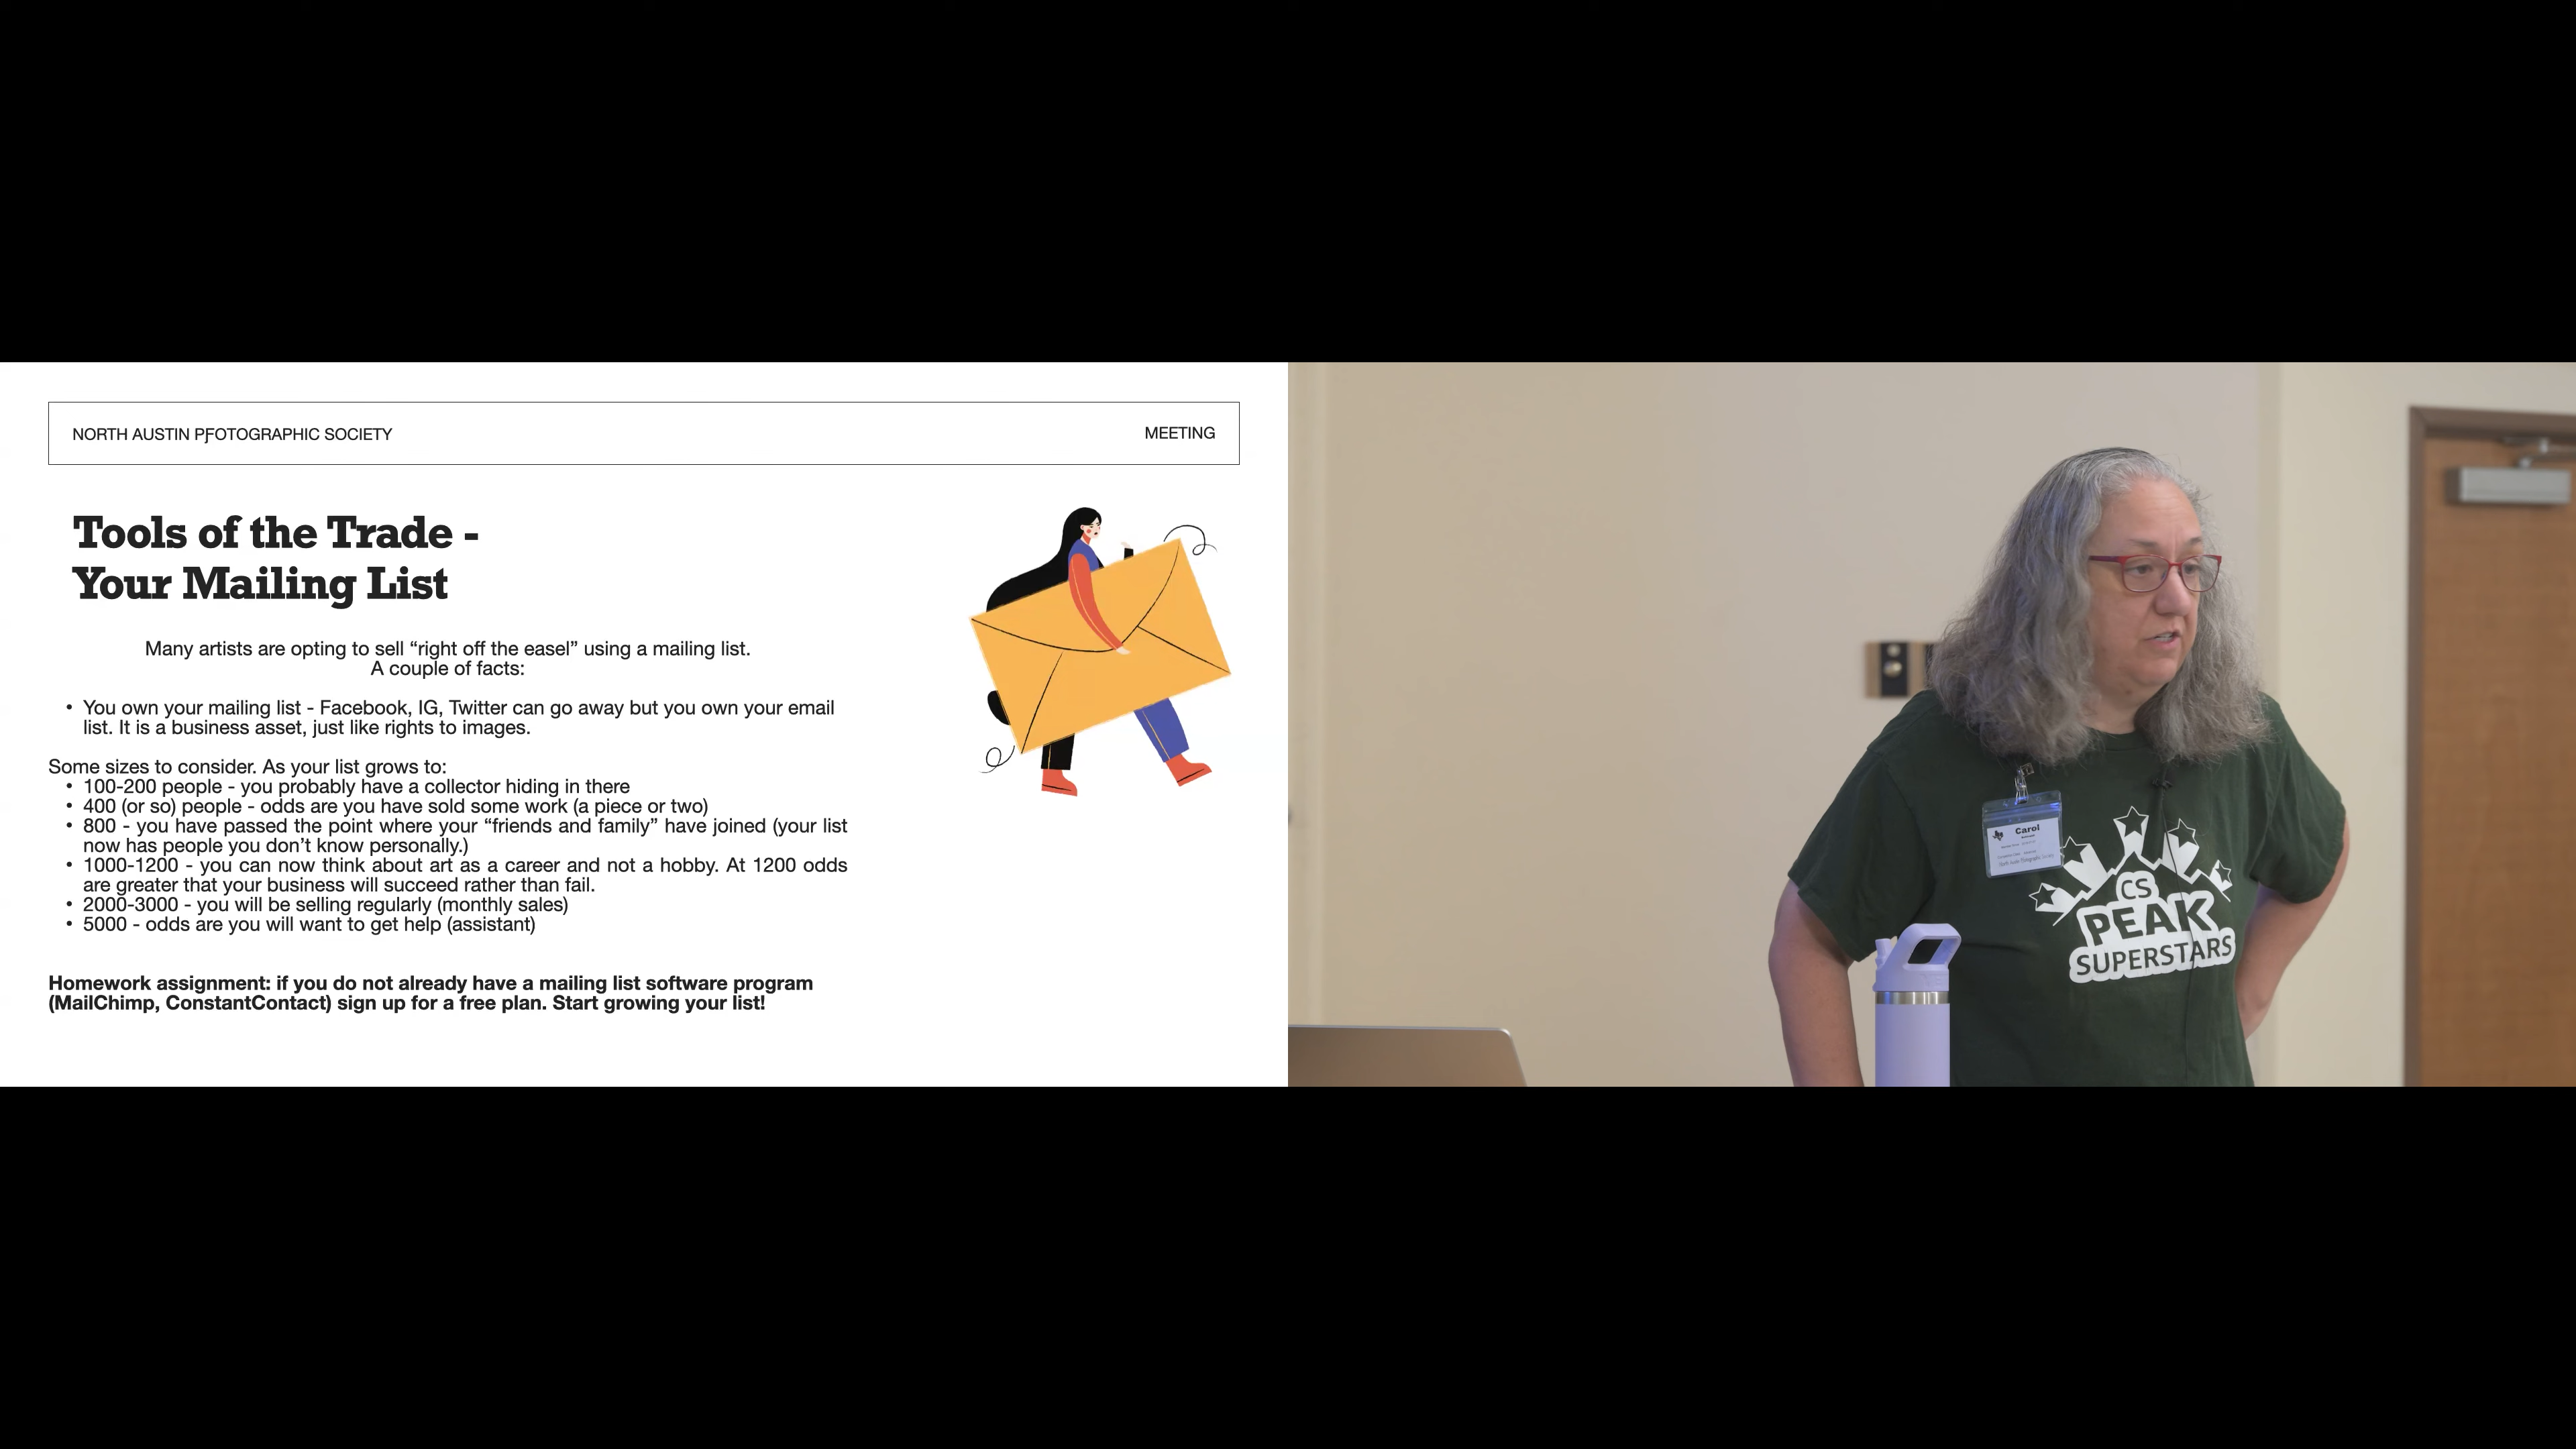 NORTH AUSTIN PƑOTOGRAPHIC SOCIETY
MEETING
Tools of the Trade -
Your Mailing List
Many artists are opting to sell “right off the easel” using a mailing list.
A couple of facts:
• You own your mailing list - Facebook, IG, Twitter can go away but you own your email
list. It is a business asset, just like rights to images.
Some sizes to consider. As your list grows to:
• 100-200 people - you probably have a collector hiding in there
• 400 (or so) people - odds are you have sold some work (a piece or two)
• 800 - you have passed the point where your “friends and family” have joined (your list
now has people you don’t know personally.)
• 1000-1200 - you can now think about art as a career and not a hobby. At 1200 odds
are greater that your business will succeed rather than fail.
• 2000-3000 - you will be selling regularly (monthly sales)
• 5000 - odds are you will want to get help (assistant)
Homework assignment: if you do not already have a mailing list software program
(MailChimp, ConstantContact) sign up for a free plan. Start growing your list!
Carol
CS
PEAK
SUPERSTARS